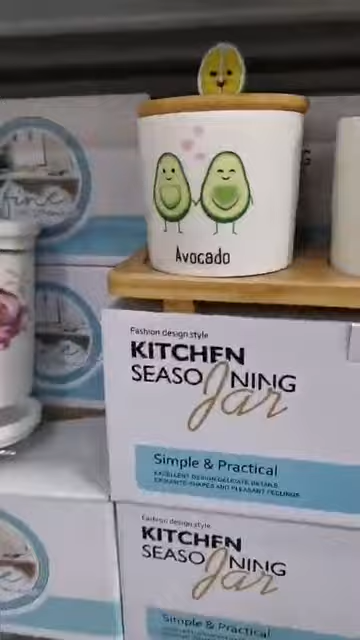 fine
Avocado
Fashion design style
KITCHEN
SEASONING
Jar
Simple & Practical
EXCELLENT DESIGN, DELICATE DETAILS,
EXQUISITE SHAPES AND PLEASANT FEELINGS
Fashion design style
KITCHEN
SEASONING
Jar
Simple & Practical